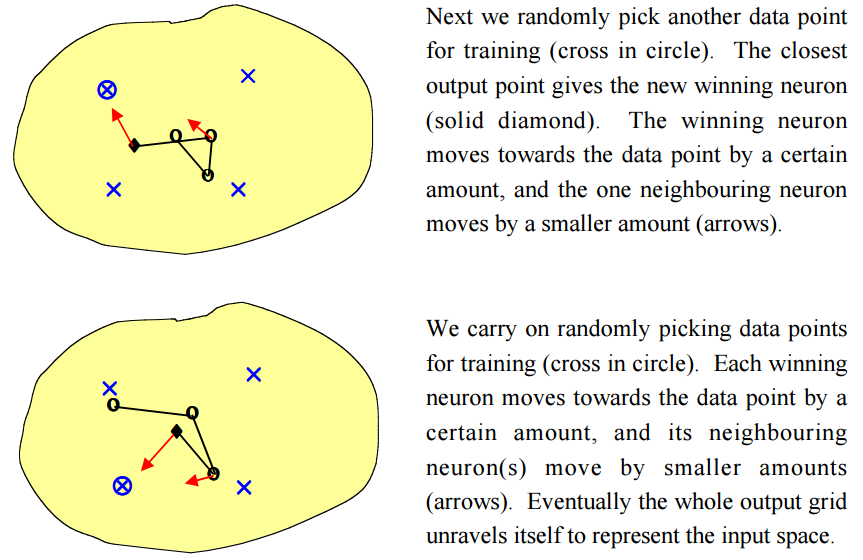 Next we randomly pick another data point
for training (cross in circle).  The closest
output point gives the new winning neuron
(solid diamond).  The winning neuron
moves towards the data point by a certain
amount, and the one neighbouring neuron
moves by a smaller amount (arrows).
We carry on randomly picking data points
for training (cross in circle).  Each winning
neuron moves towards the data point by a
certain amount, and its neighbouring
neuron(s) move by smaller amounts
(arrows).  Eventually the whole output grid
unravels itself to represent the input space.